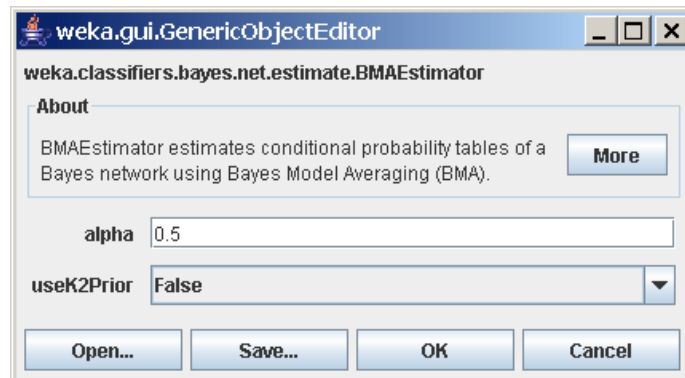 weka.gui.GenericObjectEditor
weka.classifiers.bayes.net.estimate.BMAEstimator
About
BMAEstimator estimates conditional probability tables of a
Bayes network using Bayes Model Averaging (BMA).
More
alpha 0.5
useK2Prior False
Open... Save... OK Cancel